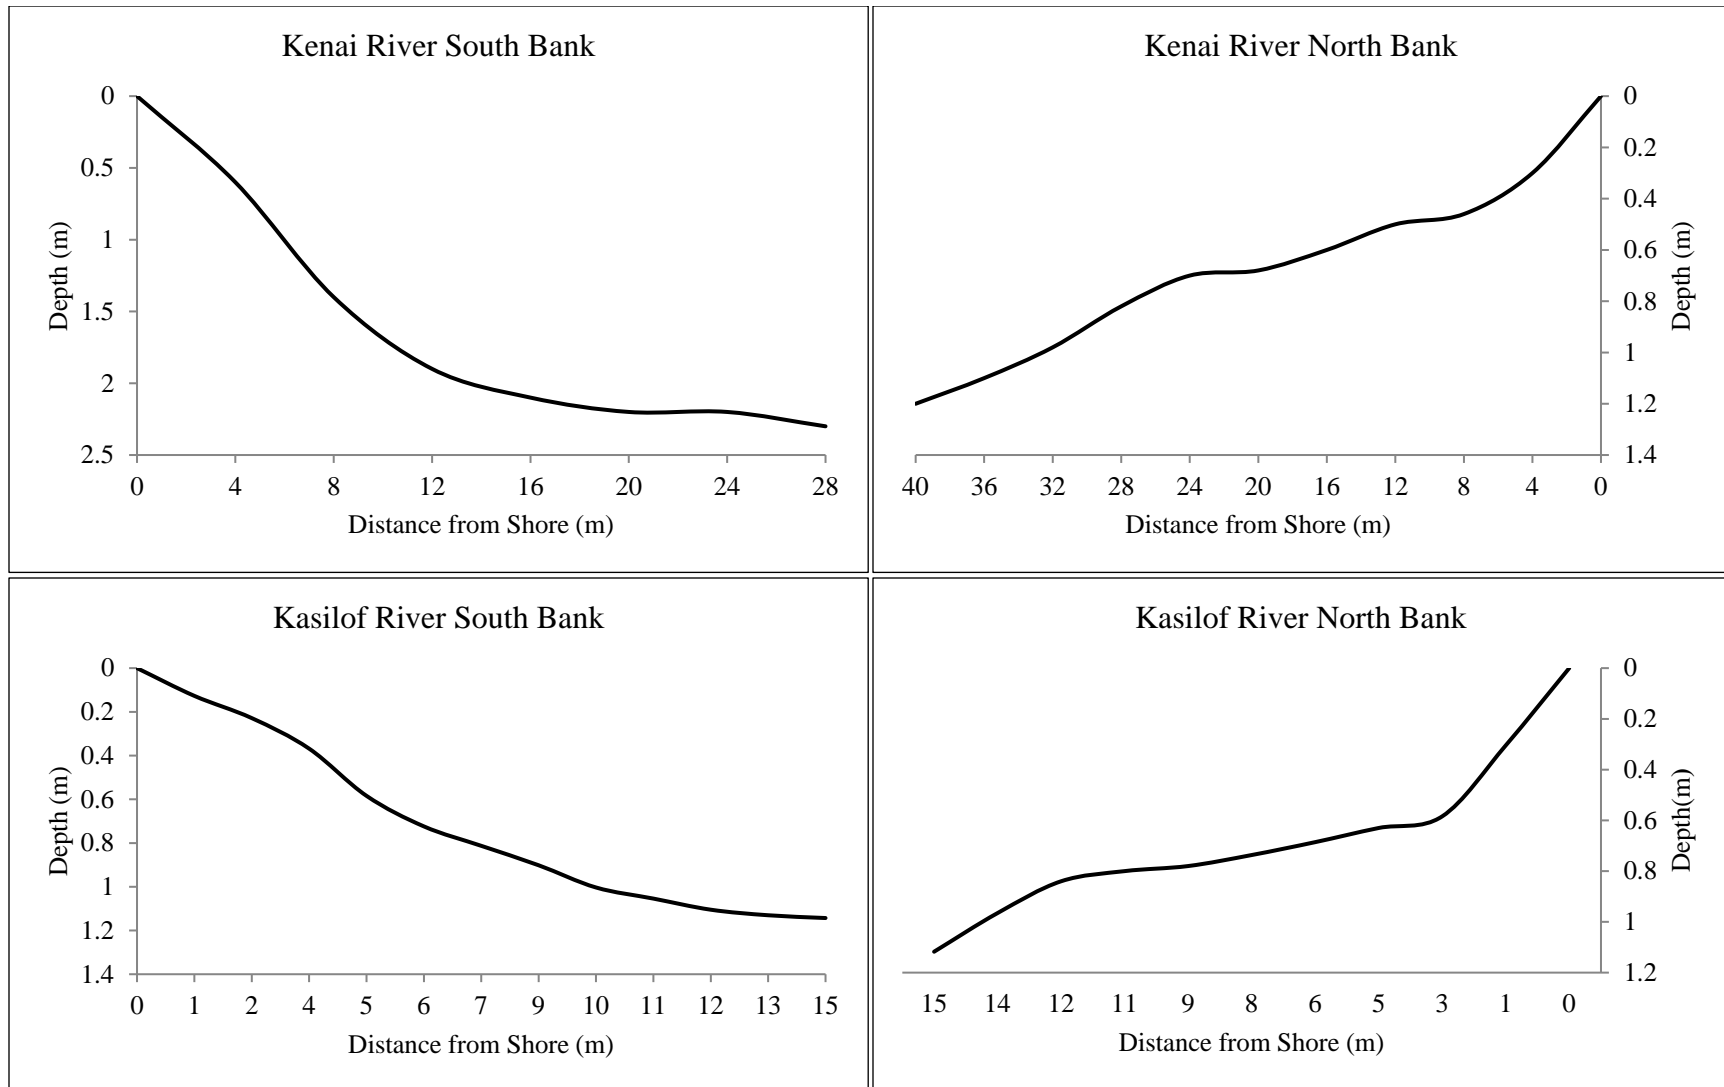 Kenai River South Bank
0
0.5
1
1.5
2
2.5
Depth (m)
0 4 8 12 16 20 24 28
Distance from Shore (m)
Kenai River North Bank
0
0.2
0.4
0.6
0.8
1
1.2
1.4
Depth (m)
40 36 32 28 24 20 16 12 8 4 0
Distance from Shore (m)
Kasilof River South Bank
0
0.2
0.4
0.6
0.8
1
1.2
1.4
Depth (m)
0 1 2 4 5 6 7 9 10 11 12 13 15
Distance from Shore (m)
Kasilof River North Bank
0
0.2
0.4
0.6
0.8
1
1.2
Depth(m)
15 14 12 11 9 8 6 5 3 1 0
Distance from Shore (m)